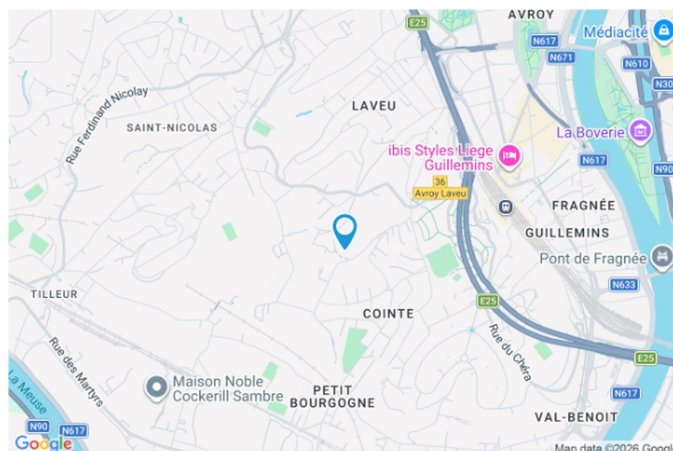 E25
AVROY
Médiacité
N617
N671
N610
N30
LAVEU
Rue Ferdinand Nicolay
SAINT-NICOLAS
La Boverie
ibis Styles Liege
Guillemins
N617
N90
36
Avroy Laveu
FRAGNÉE
GUILLEMINS
Pont de Fragnée
N633
TILLEUR
COINTE
E25
Rue du Chéra
Rue des Martyrs
E25
La Meuse
Maison Noble
Cockerill Sambre
PETIT
BOURGOGNE
N617
VAL-BENOIT
N90
N617
Google
Map data ©2026 Google